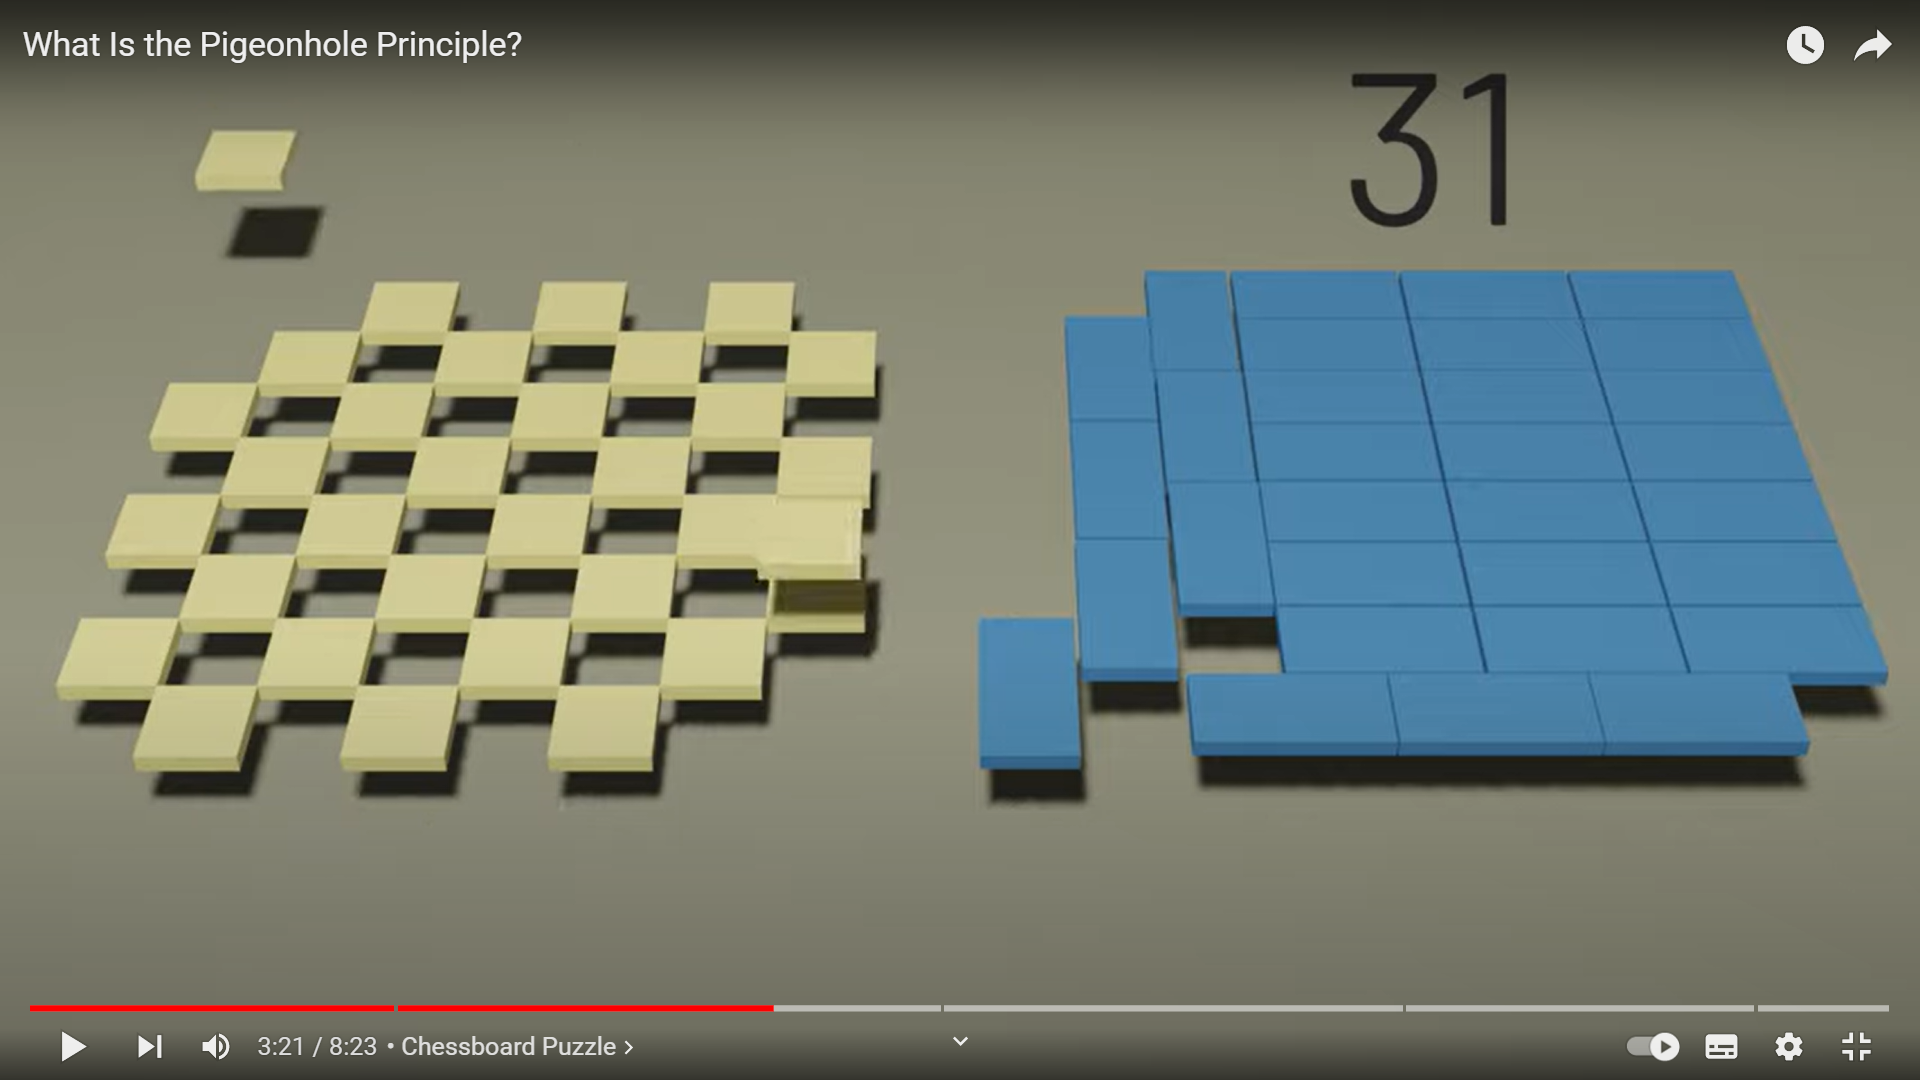 What Is the Pigeonhole Principle?
31
3:21 / 8:23 • Chessboard Puzzle